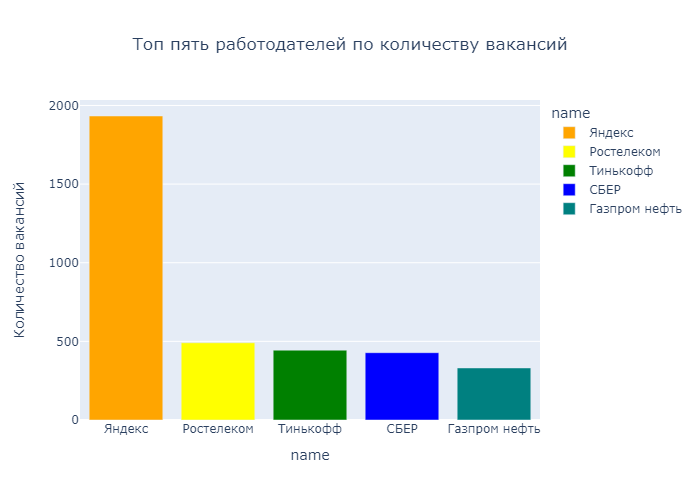 Топ пять работодателей по количеству вакансий
Количество вакансий
2000
1500
1000
500
0
Яндекс
Ростелеком
Тинькофф
СБЕР
Газпром нефть
name
name
Яндекс
Ростелеком
Тинькофф
СБЕР
Газпром нефть